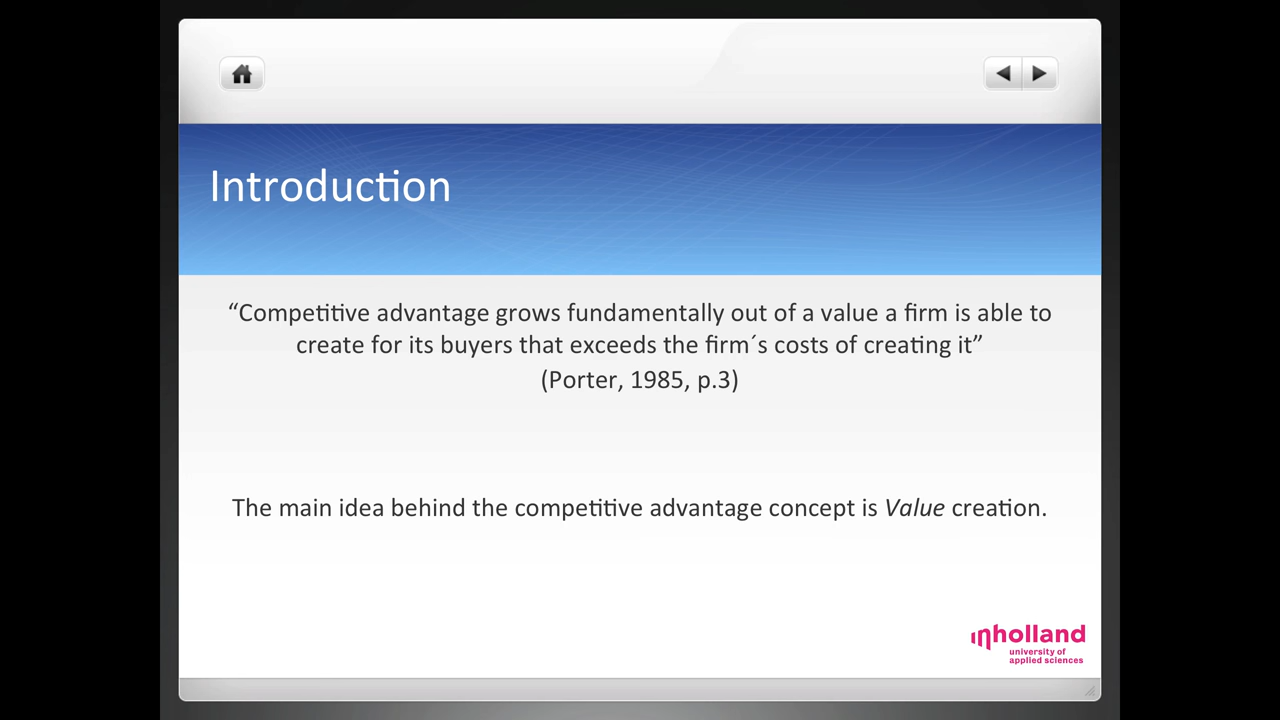 Introduction
“Competitive advantage grows fundamentally out of a value a firm is able to
create for its buyers that exceeds the firm´s costs of creating it”
(Porter, 1985, p.3)
The main idea behind the competitive advantage concept is Value creation.
inholland
university of
applied sciences